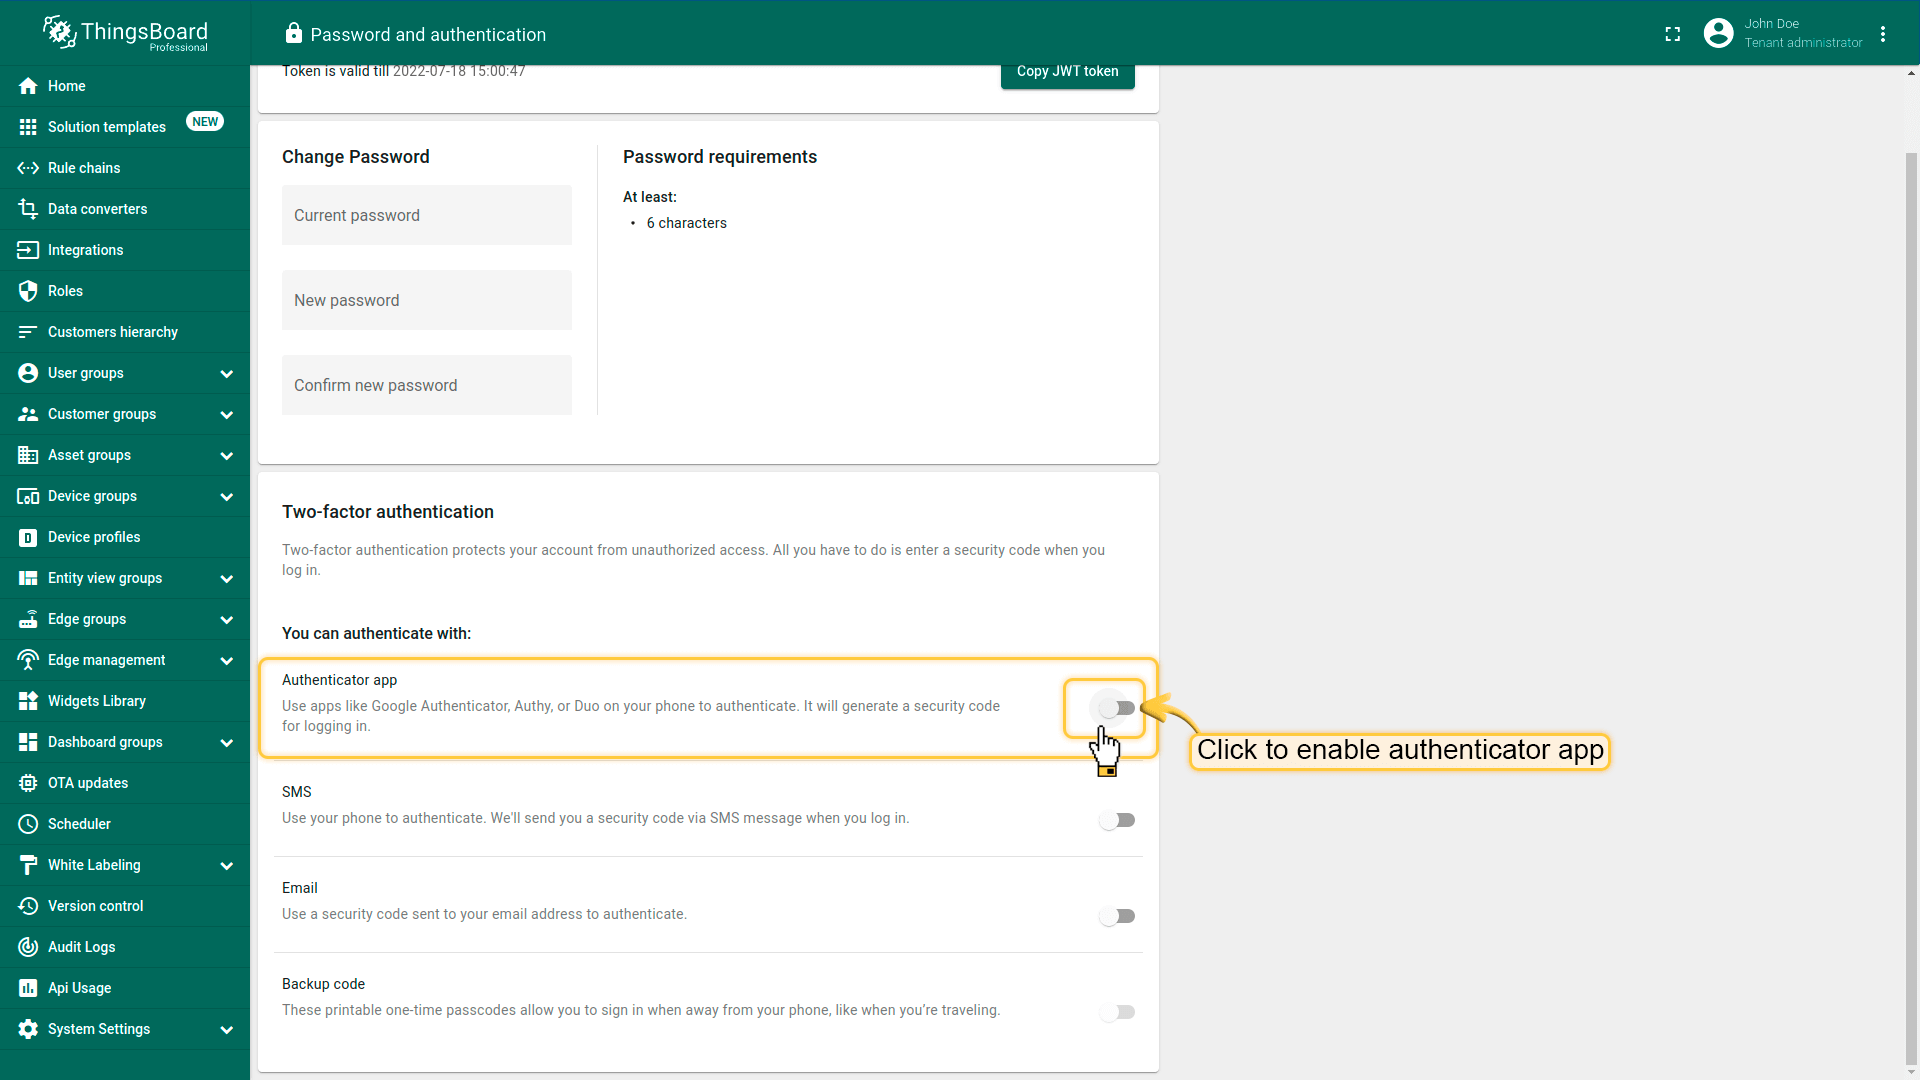 ThingsBoard
Professional
Password and authentication
John Doe
Tenant administrator
Home
Solution templates
NEW
Rule chains
Data converters
Integrations
Roles
Customers hierarchy
User groups
Customer groups
Asset groups
Device groups
Device profiles
Entity view groups
Edge groups
Edge management
Widgets Library
Dashboard groups
OTA updates
Scheduler
White Labeling
Version control
Audit Logs
Api Usage
System Settings
Token is valid till 2022-07-18 15:00:47
Copy JWT token
Change Password
Current password
New password
Confirm new password
Password requirements
At least:
• 6 characters
Two-factor authentication
Two-factor authentication protects your account from unauthorized access. All you have to do is enter a security code when you
log in.
You can authenticate with:
Authenticator app
Use apps like Google Authenticator, Authy, or Duo on your phone to authenticate. It will generate a security code
for logging in.
Click to enable authenticator app
SMS
Use your phone to authenticate. We'll send you a security code via SMS message when you log in.
Email
Use a security code sent to your email address to authenticate.
Backup code
These printable one-time passcodes allow you to sign in when away from your phone, like when you're traveling.